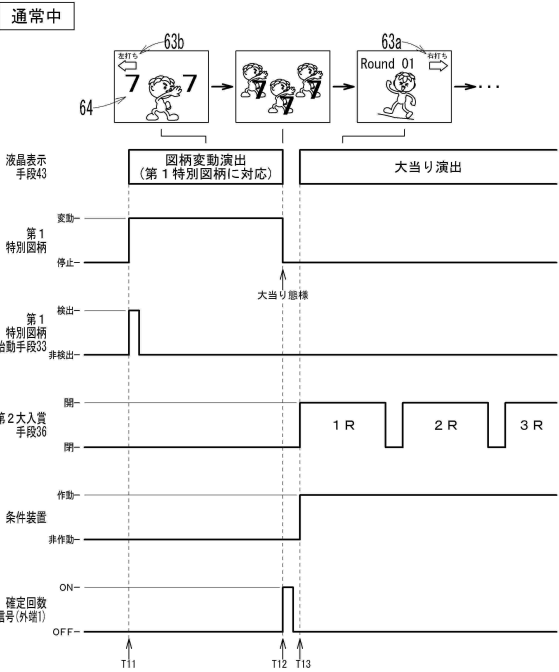 通常中
63b
63a
左打ち
7 7
64
7 7 7
右打ち
Round 01
・・・
液晶表示
手段43
図柄変動演出
(第1特別図柄に対応)
大当り演出
第1
特別図柄
変動
停止
大当り態様
第1
特別図柄
始動手段33
検出
非検出
第2大入賞
手段36
開
閉
1R
2R
3R
条件装置
作動
非作動
確定回数
信号(外端1)
ON
OFF
T11
T12
T13